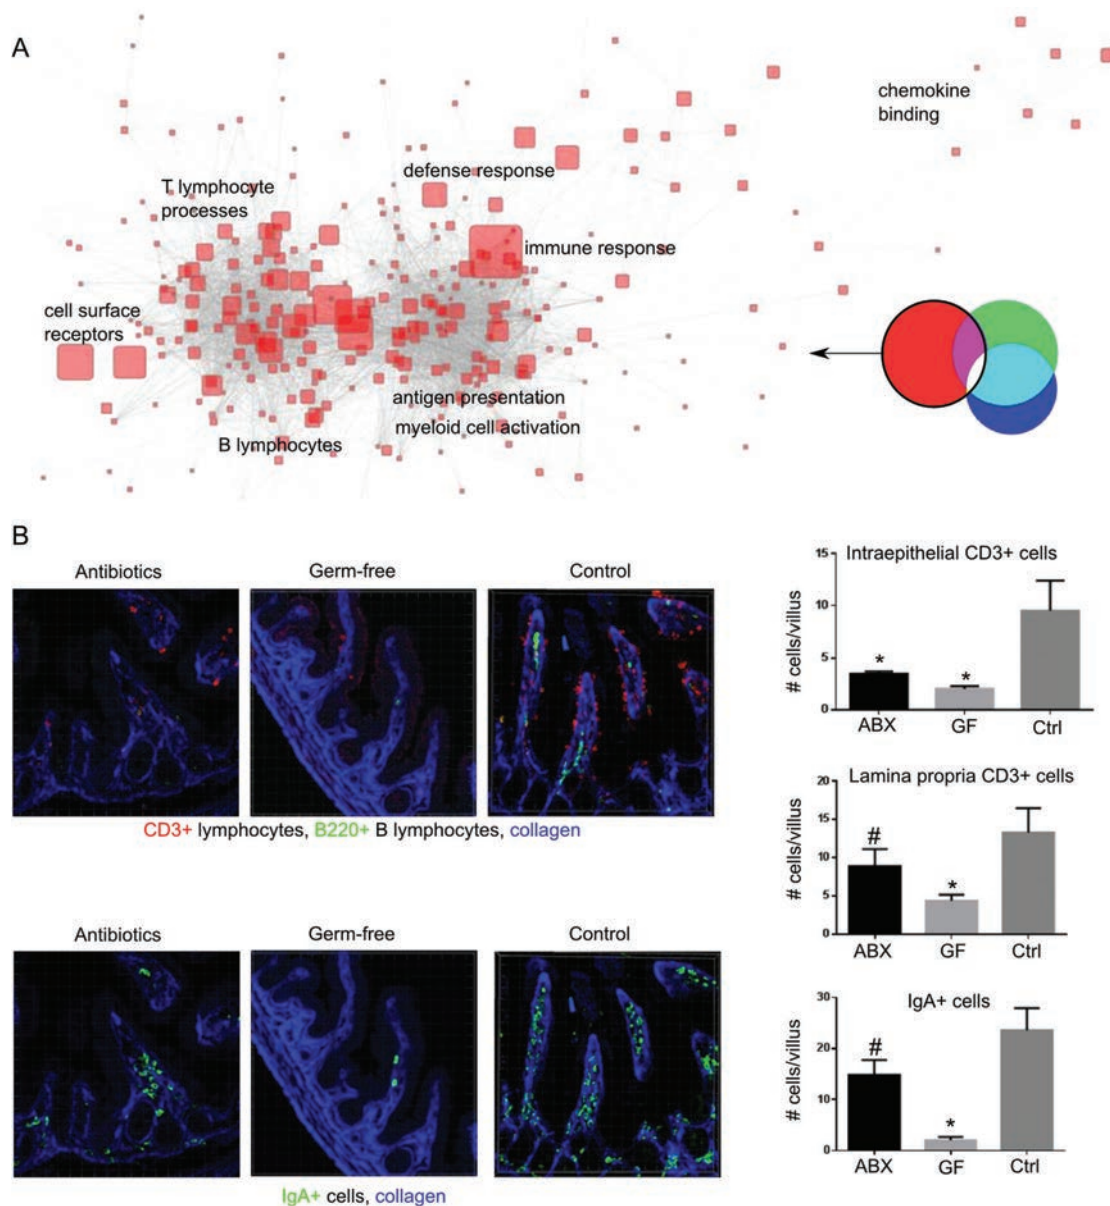 A
chemokine
binding
defense response
T lymphocyte
processes
immune response
cell surface
receptors
antigen presentation
myeloid cell activation
B lymphocytes
B
Antibiotics
Germ-free
Control
CD3+ lymphocytes, B220+ B lymphocytes, collagen
Antibiotics
Germ-free
Control
IgA+ cells, collagen
Intraepithelial CD3+ cells
# cells/villus
15
10
5
0
*
*
ABX
GF
Ctrl
Lamina propria CD3+ cells
# cells/villus
20
15
10
5
0
#
*
ABX
GF
Ctrl
IgA+ cells
# cells/villus
30
20
10
0
#
*
ABX
GF
Ctrl